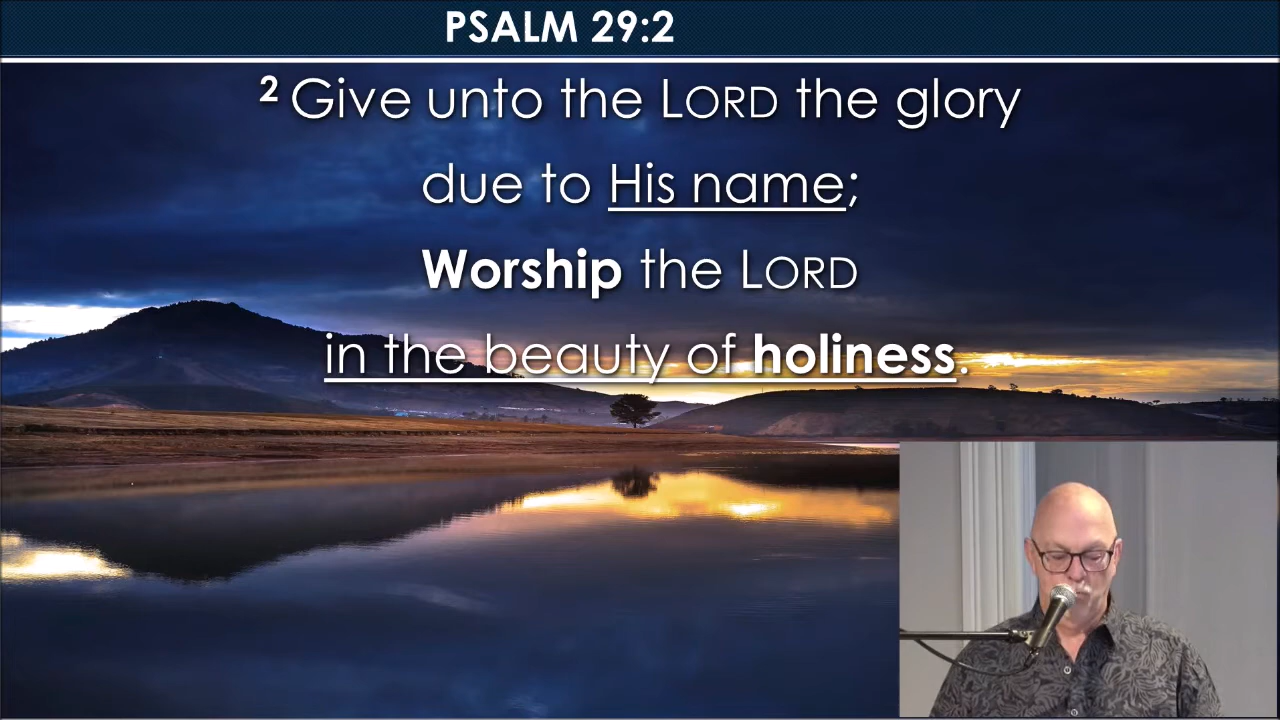 PSALM 29:2
2 Give unto the LORD the glory
due to His name;
Worship the LORD
in the beauty of holiness.